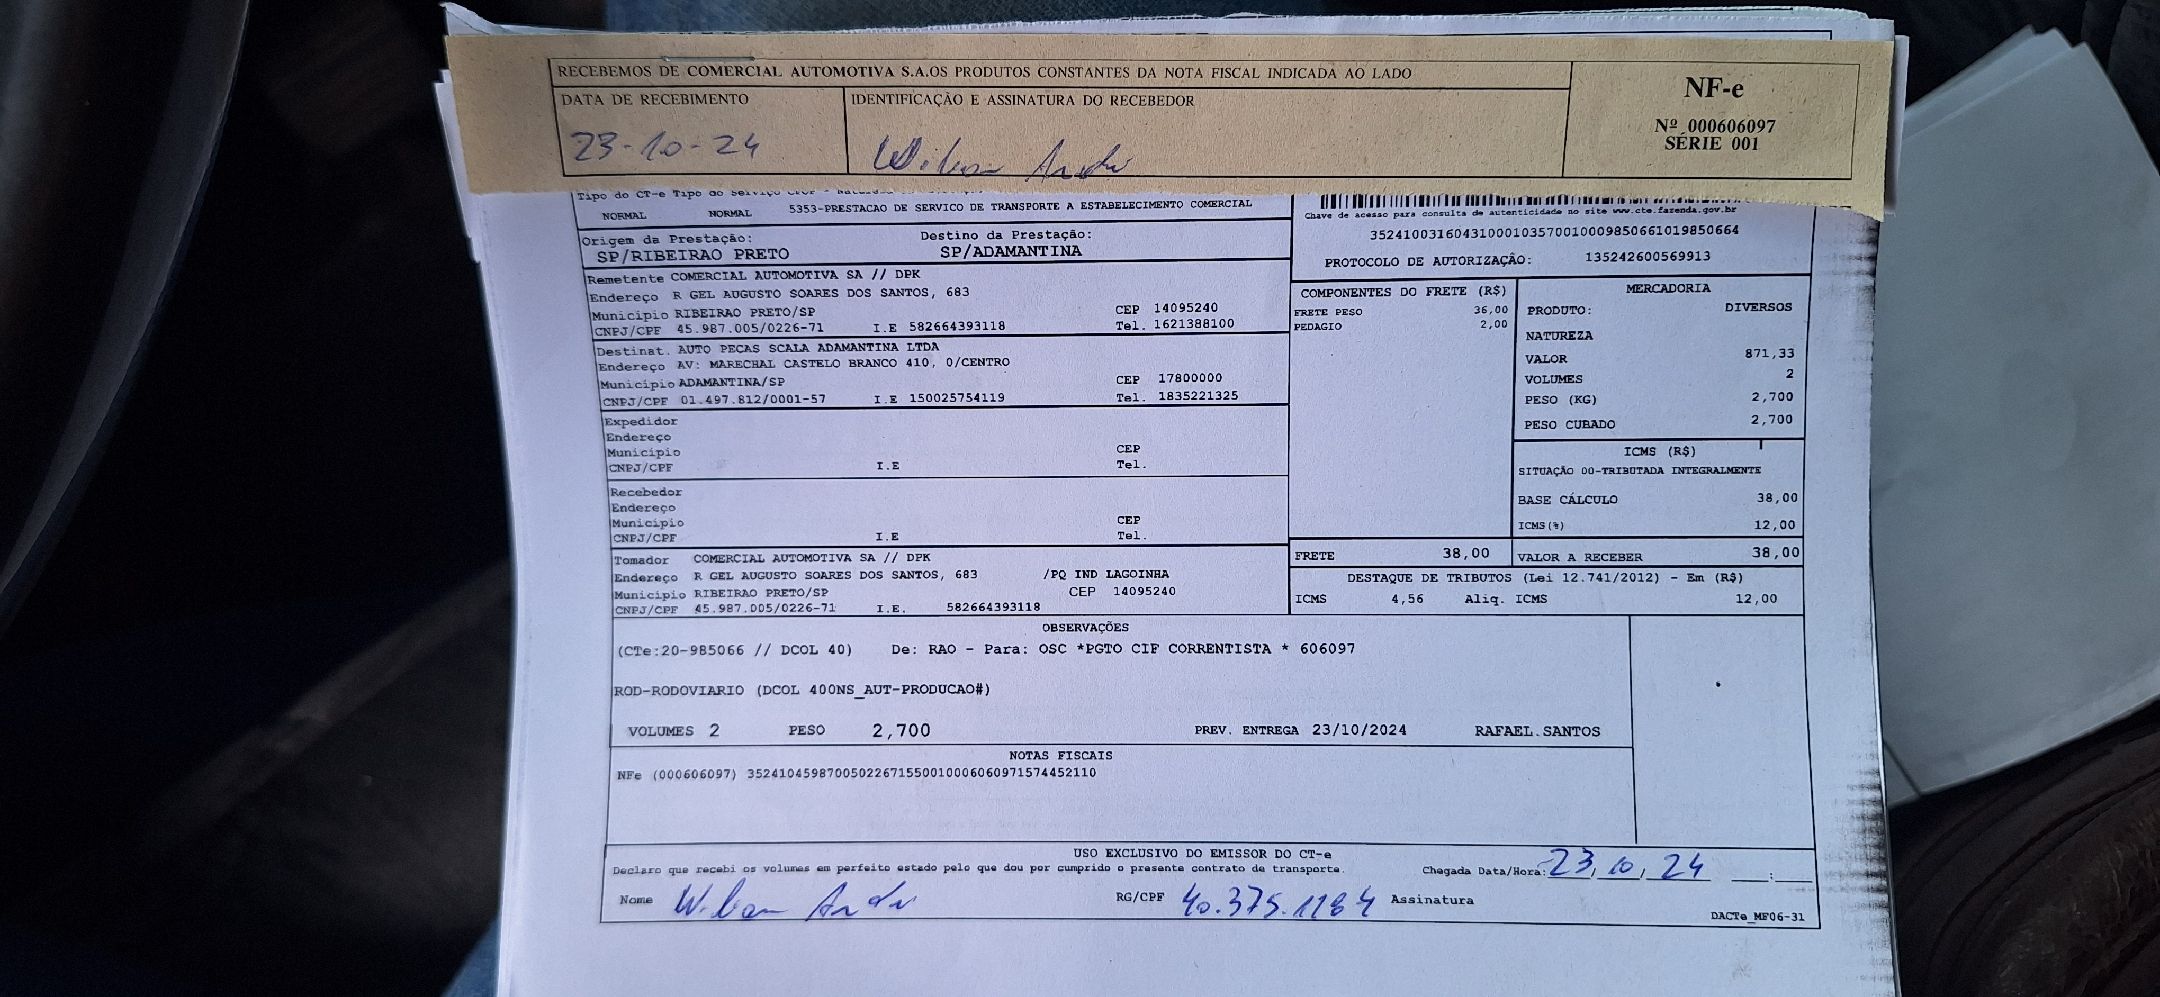 RECEBEMOS DE COMERCIAL AUTOMOTIVA S.A.OS PRODUTOS CONSTANTES DA NOTA FISCAL INDICADA AO LADO
DATA DE RECEBIMENTO
23-10-24
IDENTIFICAÇÃO E ASSINATURA DO RECEBEDOR
NF-e
Nº 000606097
SÉRIE 001
Tipo do CT-e Tipo do Serviço
NORMAL NORMAL 5353-PRESTACAO DE SERVICO DE TRANSPORTE A ESTABELECIMENTO COMERCIAL
Chave de acesso para consulta de autenticidade no site www.cte.fazenda.gov.br
35241003160431000103570010009850661019850664
PROTOCOLO DE AUTORIZAÇÃO: 135242600569913
Origem da Prestação: Destino da Prestação:
SP/RIBEIRAO PRETO SP/ADAMANTINA
Remetente COMERCIAL AUTOMOTIVA SA // DPK
Endereço R GEL AUGUSTO SOARES DOS SANTOS, 683
Município RIBEIRAO PRETO/SP CEP 14095240
CNPJ/CPF 45.987.005/0226-71 I.E 582664393118 Tel. 1621388100
Destinat. AUTO PECAS SCALA ADAMANTINA LTDA
Endereço AV: MARECHAL CASTELO BRANCO 410, 0/CENTRO
Município ADAMANTINA/SP CEP 17800000
CNPJ/CPF 01.497.812/0001-57 I.E 150025754119 Tel. 1835221325
Expedidor
Endereço
Município CEP
CNPJ/CPF I.E Tel.
Recebedor
Endereço
Município CEP
CNPJ/CPF I.E Tel.
Tomador COMERCIAL AUTOMOTIVA SA // DPK
Endereço R GEL AUGUSTO SOARES DOS SANTOS, 683 /PQ IND LAGOINHA
Município RIBEIRAO PRETO/SP CEP 14095240
CNPJ/CPF 45.987.005/0226-71 I.E. 582664393118
COMPONENTES DO FRETE (R$)
FRETE PESO 36,00
PEDAGIO 2,00
MERCADORIA
PRODUTO: DIVERSOS
NATUREZA
VALOR 871,33
VOLUMES 2
PESO (KG) 2,700
PESO CUBADO 2,700
ICMS (R$)
SITUAÇÃO 00-TRIBUTADA INTEGRALMENTE
BASE CÁLCULO 38,00
ICMS(%) 12,00
FRETE 38,00 VALOR A RECEBER 38,00
DESTAQUE DE TRIBUTOS (Lei 12.741/2012) - Em (R$)
ICMS 4,56 Aliq. ICMS 12,00
OBSERVAÇÕES
(CTe:20-985066 // DCOL 40) De: RAO - Para: OSC *PGTO CIF CORRENTISTA * 606097
ROD-RODOVIARIO (DCOL 400NS_AUT-PRODUCAO#)
VOLUMES 2 PESO 2,700 PREV. ENTREGA 23/10/2024 RAFAEL.SANTOS
NOTAS FISCAIS
NFe (000606097) 35241045987005022671550010006060971574452110
USO EXCLUSIVO DO EMISSOR DO CT-e
Declaro que recebi os volumes em perfeito estado pelo que dou por cumprido o presente contrato de transporte. Chegada Data/Hora: 23, 10, 24 :
Nome RG/CPF 40.375.1184 Assinatura
DACTe_MF06-31